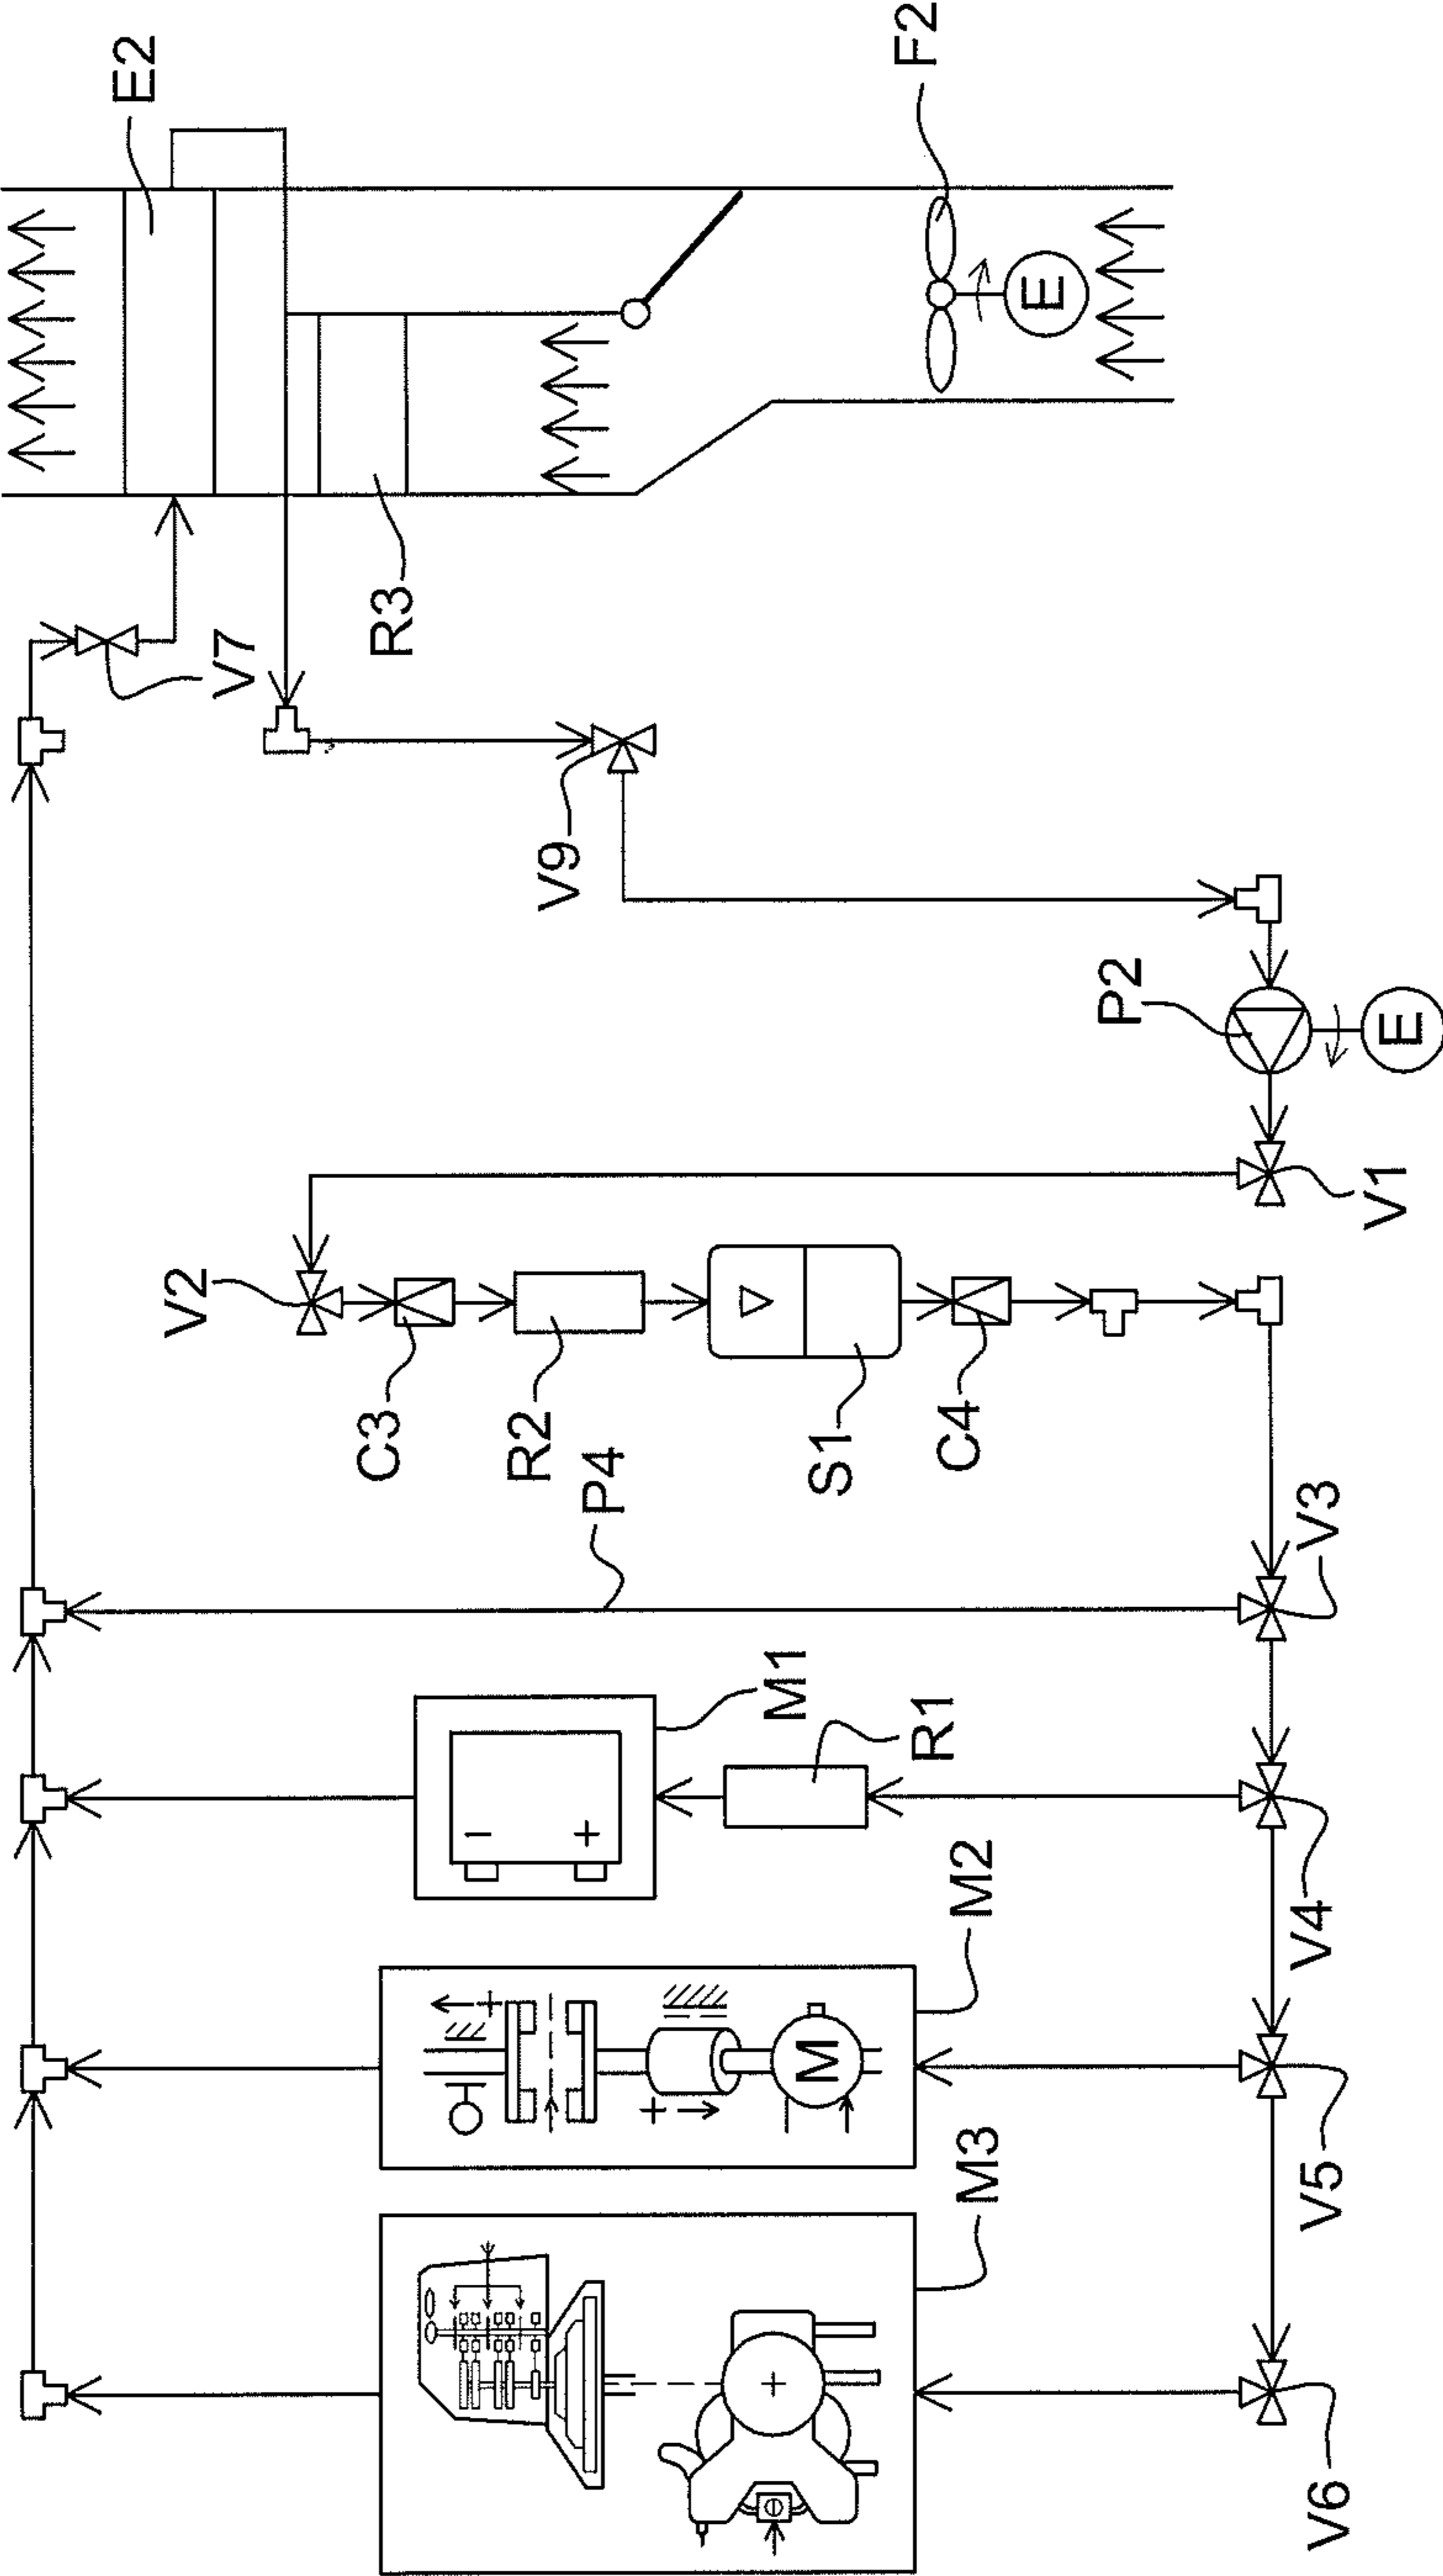 E2
F2
E
R3
V7
V9
P2
E
V1
V2
C3
R2
S1
C4
P4
V3
M1
R1
- +
V4
M2
+
+
M
V5
M3
+
V6